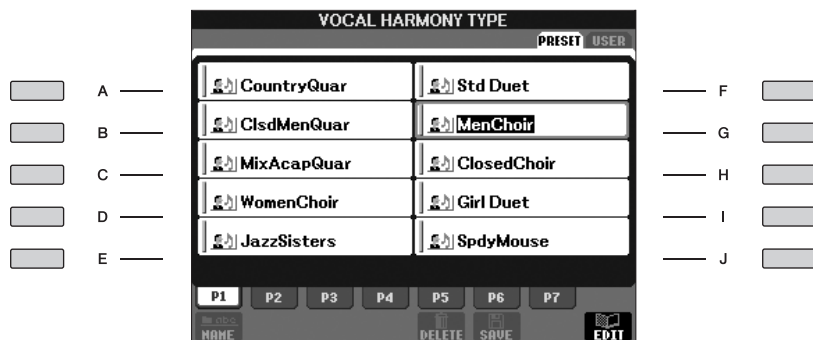 VOCAL HARMONY TYPE
PRESET USER
A CountryQuar Std Duet F
B ClsdMenQuar MenChoir G
C MixAcapQuar ClosedChoir H
D WomenChoir Girl Duet I
E JazzSisters SpdyMouse J
P1 P2 P3 P4 P5 P6 P7
abc
NAME DELETE SAVE EDIT